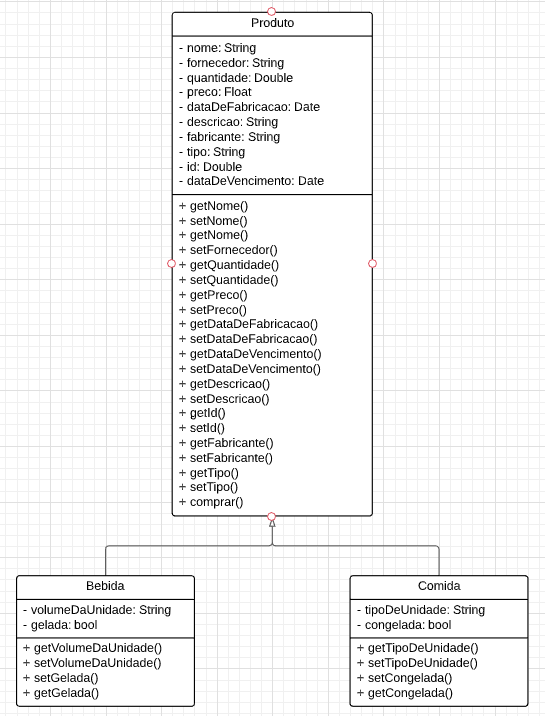 Produto
- nome: String
- fornecedor: String
- quantidade: Double
- preco: Float
- dataDeFabricacao: Date
- descricao: String
- fabricante: String
- tipo: String
- id: Double
- dataDeVencimento: Date
+ getNome()
+ setNome()
+ getNome()
+ setFornecedor()
+ getQuantidade()
+ setQuantidade()
+ getPreco()
+ setPreco()
+ getDataDeFabricacao()
+ setDataDeFabricacao()
+ getDataDeVencimento()
+ setDataDeVencimento()
+ getDescricao()
+ setDescricao()
+ getId()
+ setId()
+ getFabricante()
+ setFabricante()
+ getTipo()
+ setTipo()
+ comprar()
Bebida
- volumeDaUnidade: String
- gelada: bool
+ getVolumeDaUnidade()
+ setVolumeDaUnidade()
+ setGelada()
+ getGelada()
Comida
- tipoDeUnidade: String
- congelada: bool
+ getTipoDeUnidade()
+ setTipoDeUnidade()
+ setCongelada()
+ getCongelada()